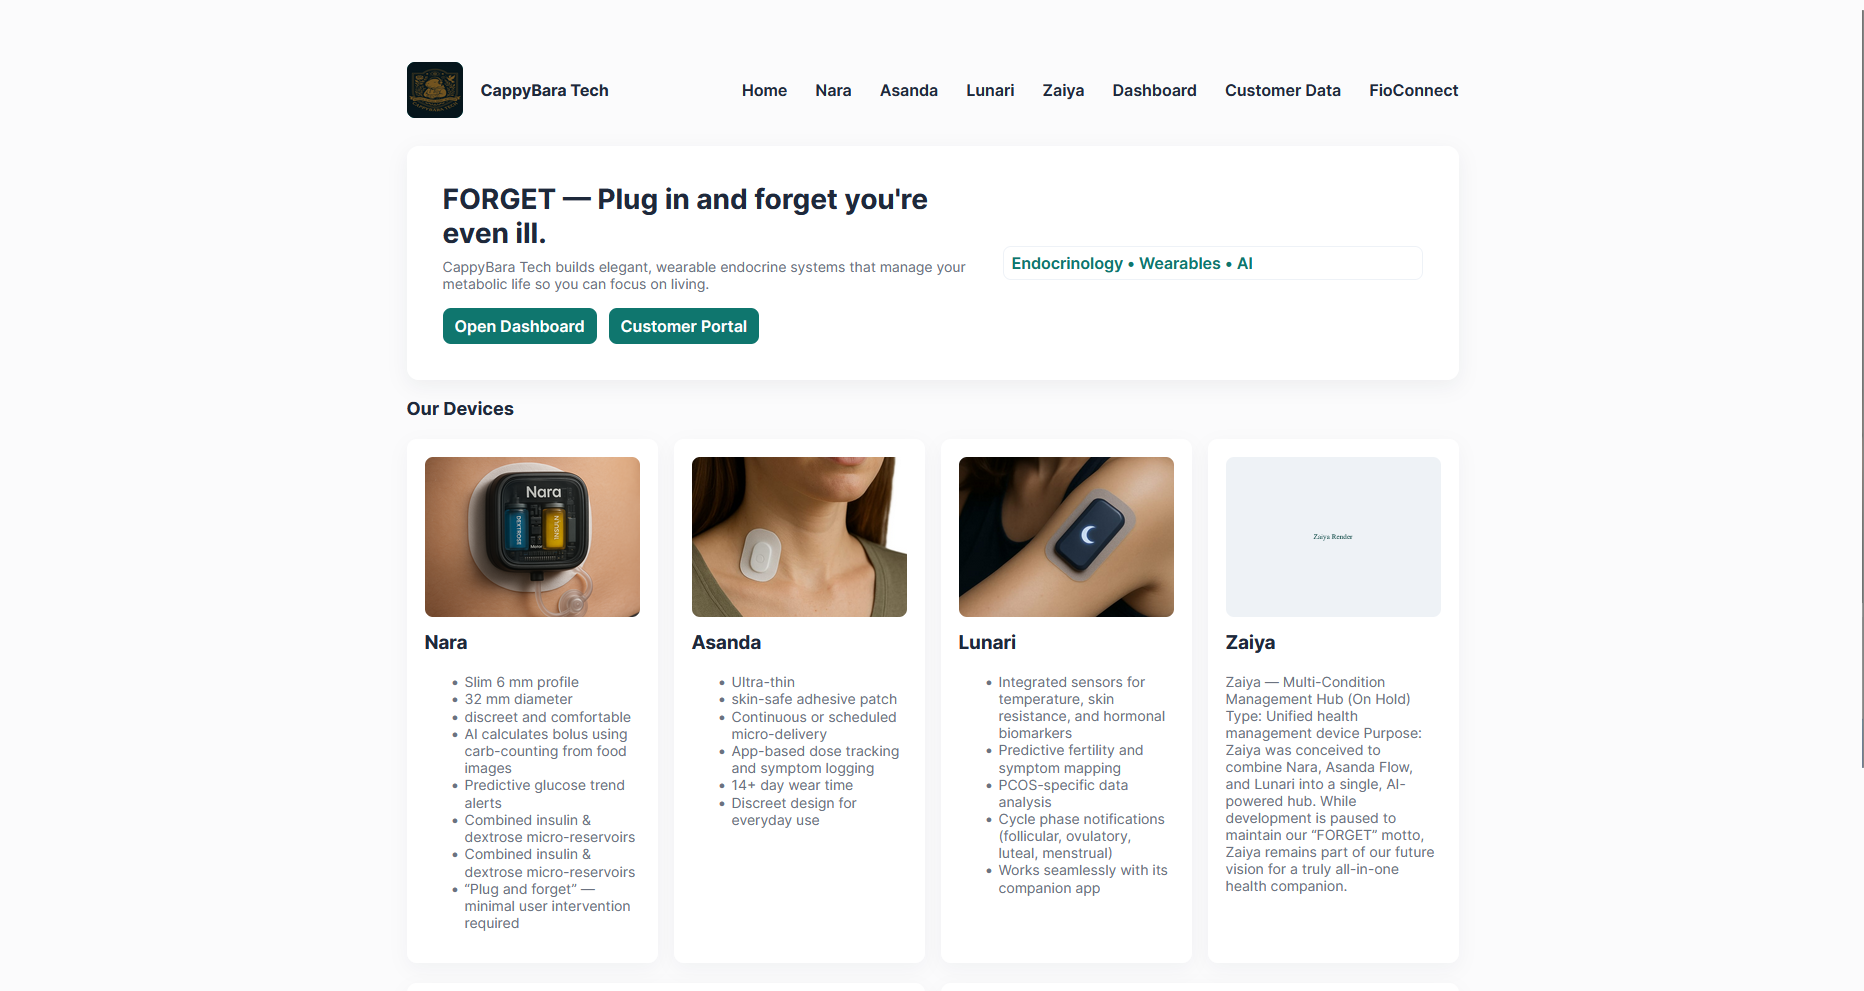 CAPPYBARA TECH
CappyBara Tech
Home Nara Asanda Lunari Zaiya Dashboard Customer Data FioConnect
FORGET — Plug in and forget you're
even ill.
CappyBara Tech builds elegant, wearable endocrine systems that manage your
metabolic life so you can focus on living.
Open Dashboard Customer Portal
Endocrinology • Wearables • AI
Our Devices
Nara
DEXTROSE
INSULIN
Nara
• Slim 6 mm profile
• 32 mm diameter
• discreet and comfortable
• AI calculates bolus using
carb-counting from food
images
• Predictive glucose trend
alerts
• Combined insulin &
dextrose micro-reservoirs
• Combined insulin &
dextrose micro-reservoirs
• “Plug and forget” —
minimal user intervention
required
Asanda
• Ultra-thin
• skin-safe adhesive patch
• Continuous or scheduled
micro-delivery
• App-based dose tracking
and symptom logging
• 14+ day wear time
• Discreet design for
everyday use
Lunari
• Integrated sensors for
temperature, skin
resistance, and hormonal
biomarkers
• Predictive fertility and
symptom mapping
• PCOS-specific data
analysis
• Cycle phase notifications
(follicular, ovulatory,
luteal, menstrual)
• Works seamlessly with its
companion app
Zaiya Render
Zaiya
Zaiya — Multi-Condition
Management Hub (On Hold)
Type: Unified health
management device Purpose:
Zaiya was conceived to
combine Nara, Asanda Flow,
and Lunari into a single, AI-
powered hub. While
development is paused to
maintain our “FORGET” motto,
Zaiya remains part of our future
vision for a truly all-in-one
health companion.